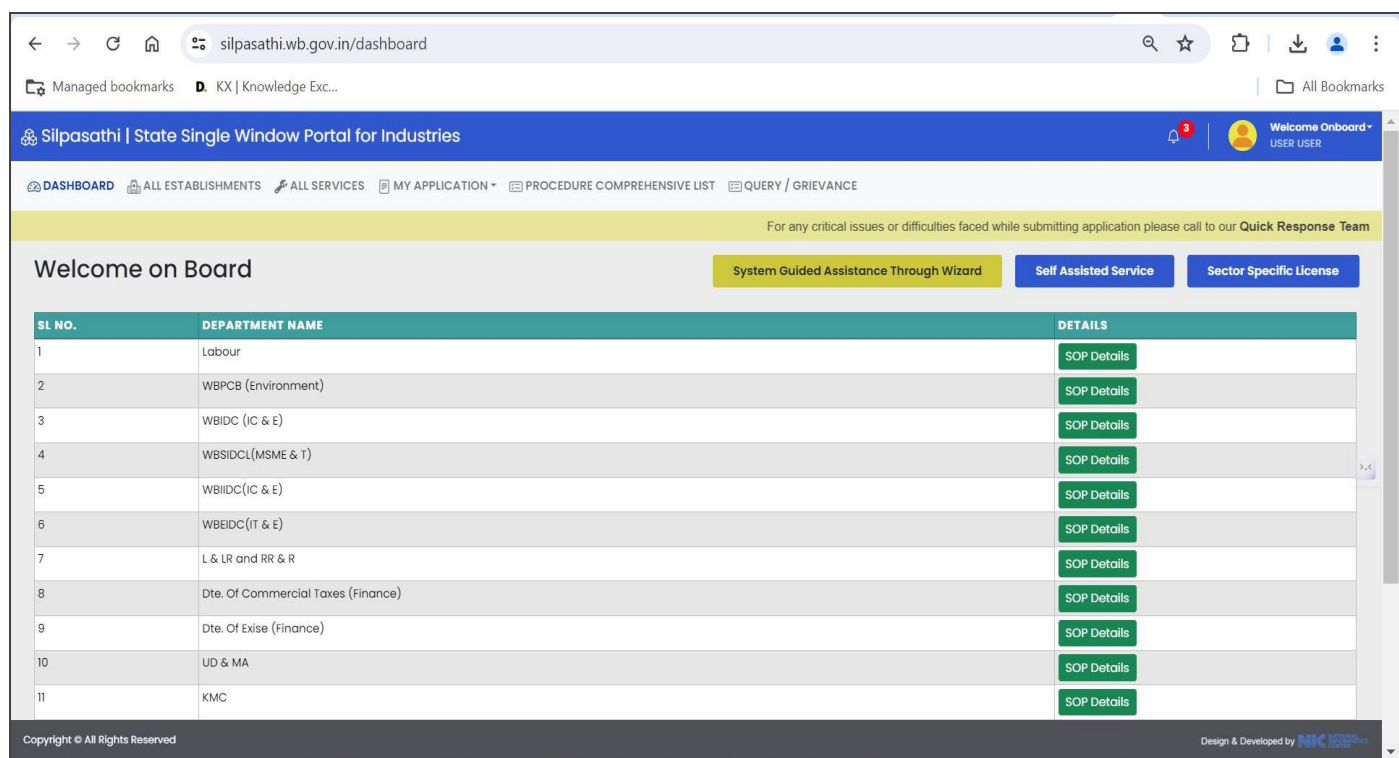 silpasathi.wb.gov.in/dashboard
Managed bookmarks D. KX | Knowledge Exc... All Bookmarks
Silpasathi | State Single Window Portal for Industries 3 Welcome Onboard
USER USER
DASHBOARD ALL ESTABLISHMENTS ALL SERVICES MY APPLICATION PROCEDURE COMPREHENSIVE LIST QUERY / GRIEVANCE
For any critical issues or difficulties faced while submitting application please call to our Quick Response Team
Welcome on Board System Guided Assistance Through Wizard Self Assisted Service Sector Specific License
SL NO. DEPARTMENT NAME DETAILS
1 Labour SOP Details
2 WBPCB (Environment) SOP Details
3 WBIDC (IC & E) SOP Details
4 WBSIDCL(MSME & T) SOP Details
5 WBIIDC(IC & E) SOP Details
6 WBEIDC(IT & E) SOP Details
7 L & LR and RR & R SOP Details
8 Dte. Of Commercial Taxes (Finance) SOP Details
9 Dte. Of Exise (Finance) SOP Details
10 UD & MA SOP Details
11 KMC SOP Details
Copyright © All Rights Reserved Design & Developed by NIC NATIONAL INFORMATICS CENTRE